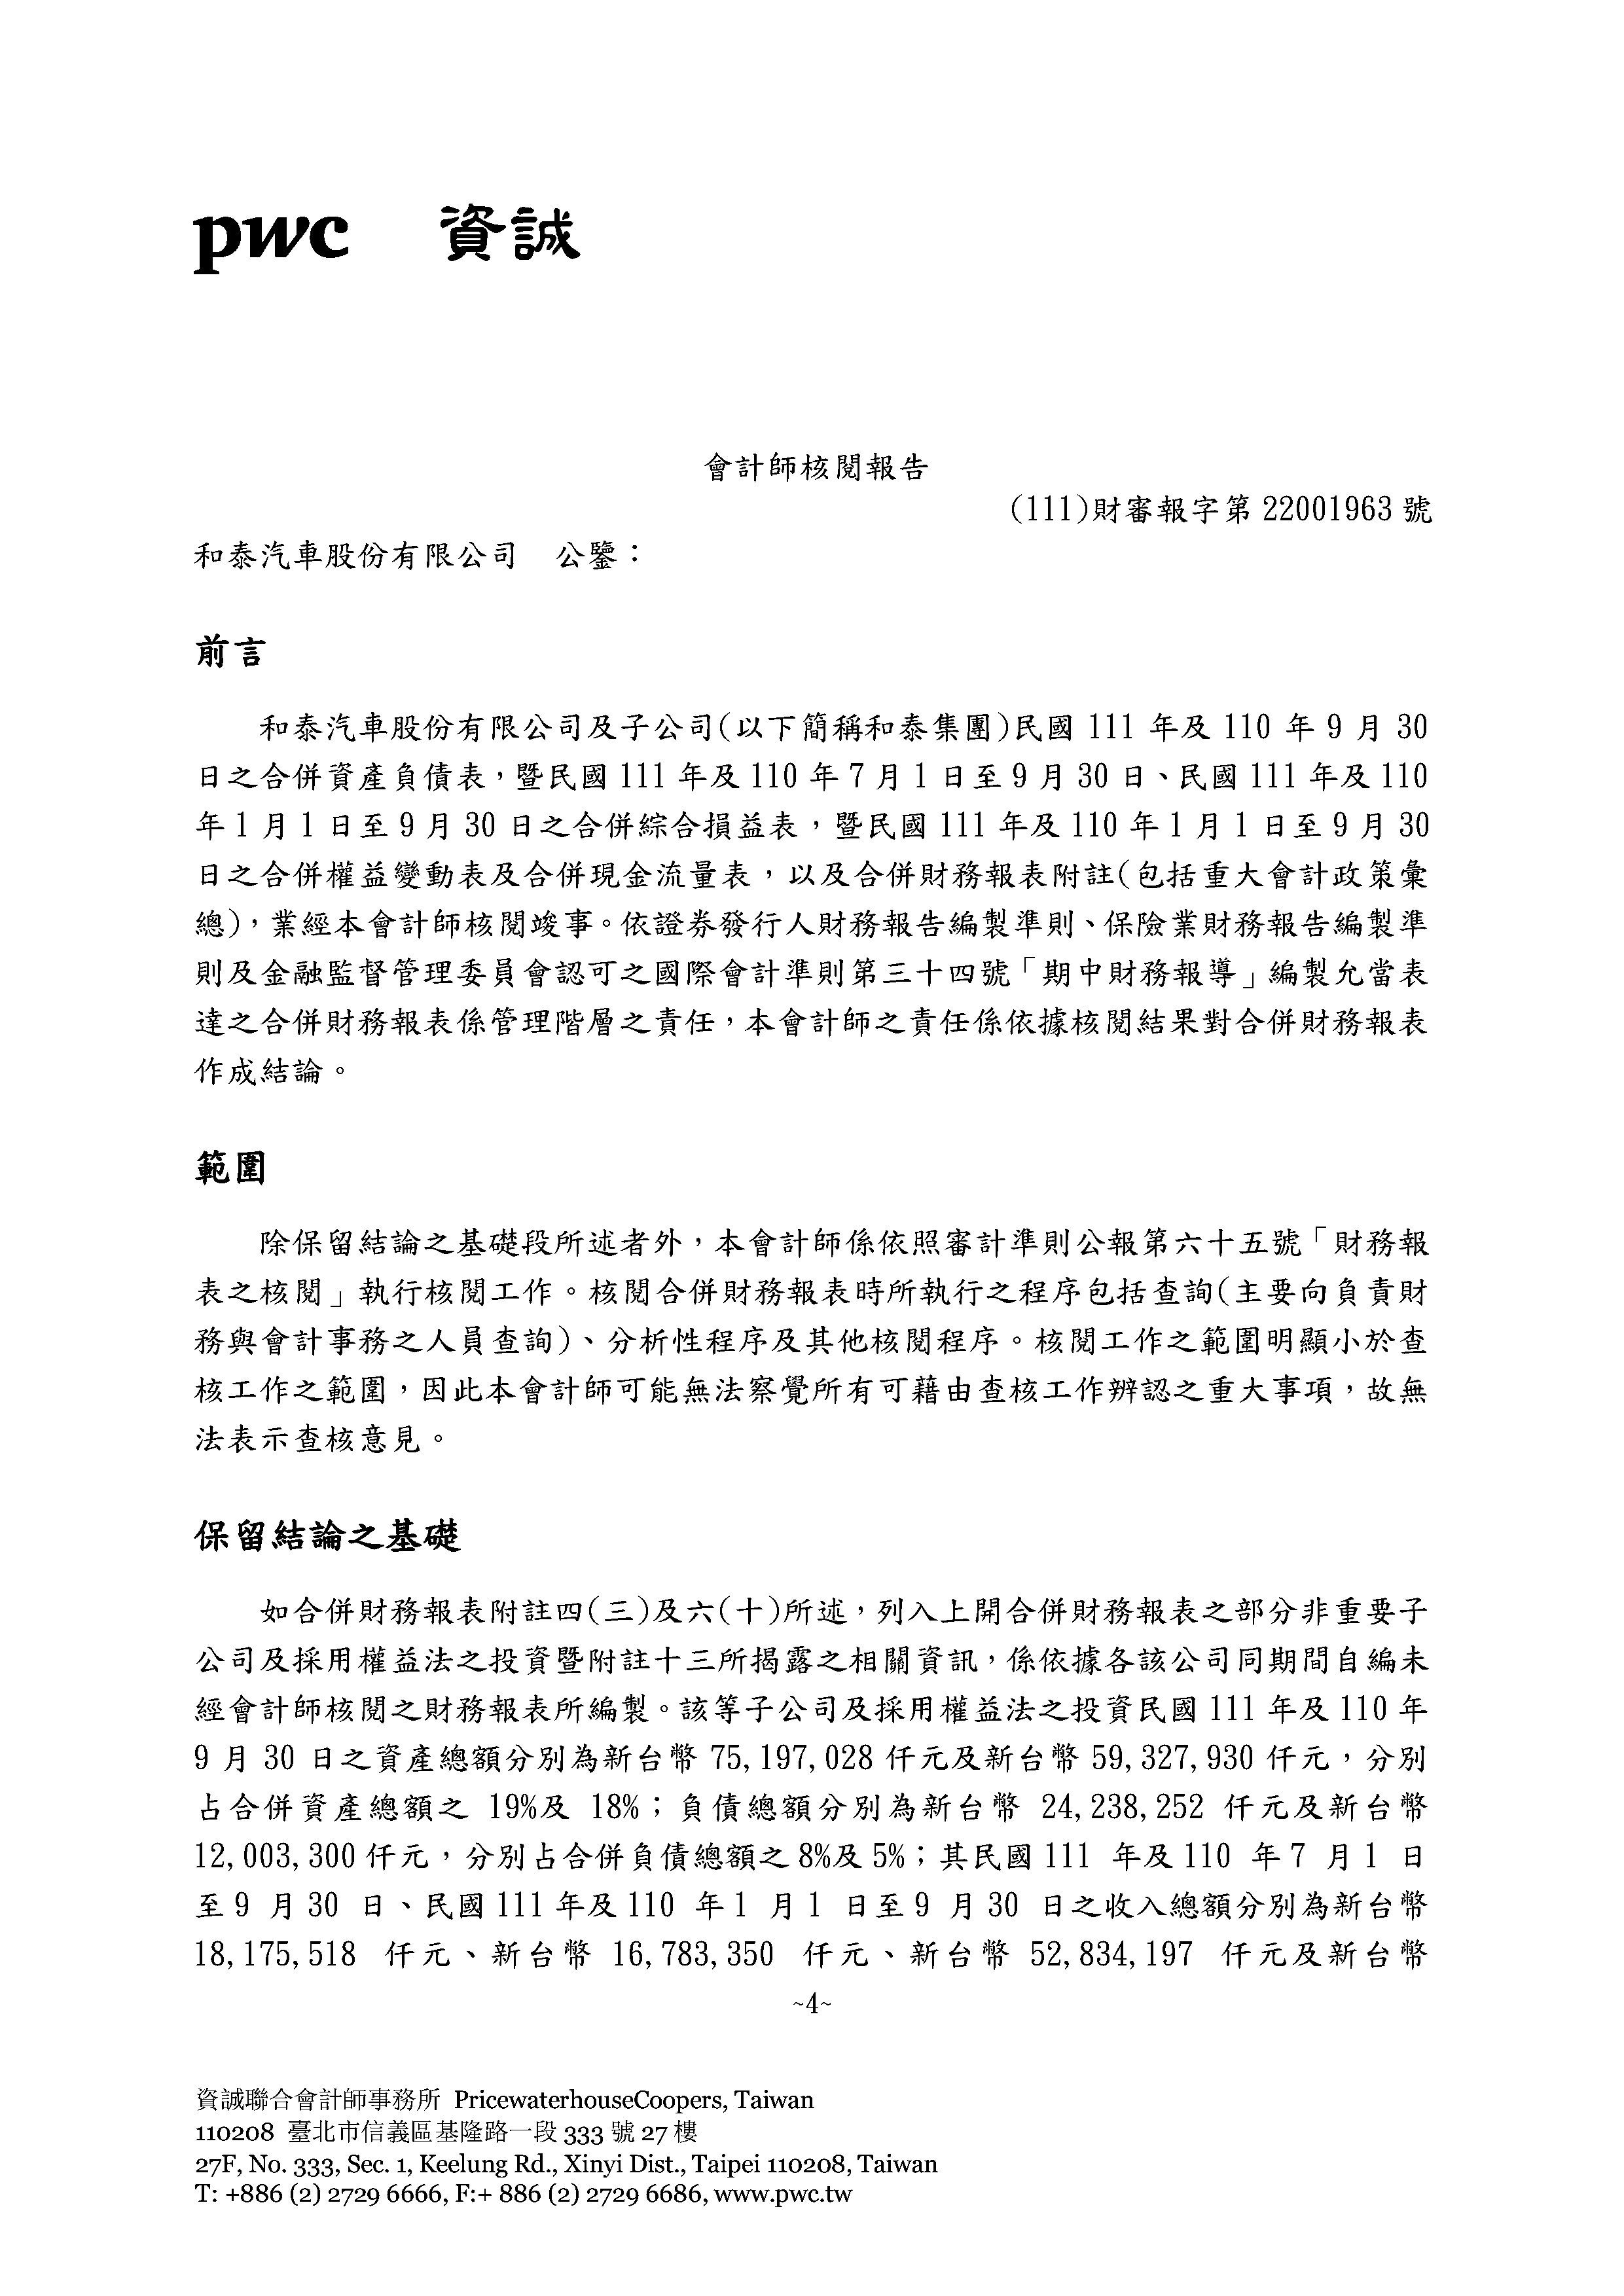 pwc 資誠
會計師核閱報告
(111)財審報字第 22001963 號
和泰汽車股份有限公司 公鑒：
前言
和泰汽車股份有限公司及子公司(以下簡稱和泰集團)民國 111 年及 110 年 9 月 30
日之合併資產負債表，暨民國 111 年及 110 年 7 月 1 日至 9 月 30 日、民國 111 年及 110
年 1 月 1 日至 9 月 30 日之合併綜合損益表，暨民國 111 年及 110 年 1 月 1 日至 9 月 30
日之合併權益變動表及合併現金流量表，以及合併財務報表附註(包括重大會計政策彙
總)，業經本會計師核閱竣事。依證券發行人財務報告編製準則、保險業財務報告編製準
則及金融監督管理委員會認可之國際會計準則第三十四號「期中財務報導」編製允當表
達之合併財務報表係管理階層之責任，本會計師之責任係依據核閱結果對合併財務報表
作成結論。
範圍
除保留結論之基礎段所述者外，本會計師係依照審計準則公報第六十五號「財務報
表之核閱」執行核閱工作。核閱合併財務報表時所執行之程序包括查詢(主要向負責財
務與會計事務之人員查詢)、分析性程序及其他核閱程序。核閱工作之範圍明顯小於查
核工作之範圍，因此本會計師可能無法察覺所有可藉由查核工作辨認之重大事項，故無
法表示查核意見。
保留結論之基礎
如合併財務報表附註四(三)及六(十)所述，列入上開合併財務報表之部分非重要子
公司及採用權益法之投資暨附註十三所揭露之相關資訊，係依據各該公司同期間自編未
經會計師核閱之財務報表所編製。該等子公司及採用權益法之投資民國 111 年及 110 年
9 月 30 日之資產總額分別為新台幣 75,197,028 仟元及新台幣 59,327,930 仟元，分別
占合併資產總額之 19%及 18%；負債總額分別為新台幣 24,238,252 仟元及新台幣
12,003,300 仟元，分別占合併負債總額之 8%及 5%；其民國 111 年及 110 年 7 月 1 日
至 9 月 30 日、民國 111 年及 110 年 1 月 1 日至 9 月 30 日之收入總額分別為新台幣
18,175,518 仟元、新台幣 16,783,350 仟元、新台幣 52,834,197 仟元及新台幣
~4~
資誠聯合會計師事務所 PricewaterhouseCoopers, Taiwan
110208 臺北市信義區基隆路一段 333 號 27 樓
27F, No. 333, Sec. 1, Keelung Rd., Xinyi Dist., Taipei 110208, Taiwan
T: +886 (2) 2729 6666, F:+ 886 (2) 2729 6686, www.pwc.tw